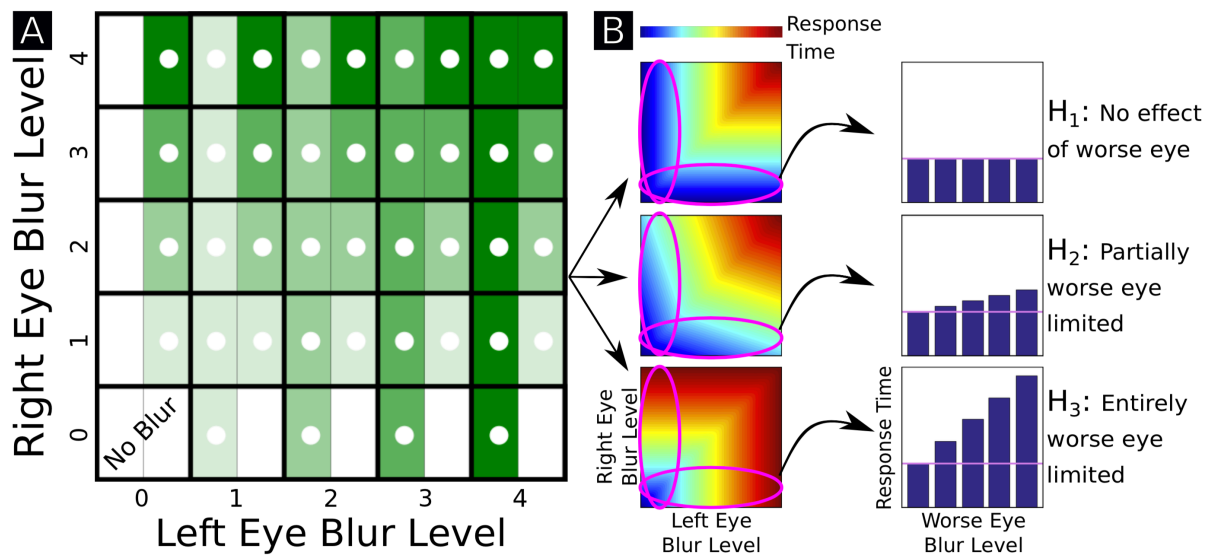 A
Right Eye Blur Level
4
3
2
1
0
No Blur
0 1 2 3 4
Left Eye Blur Level
B
Response
Time
H1: No effect
of worse eye
H2: Partially
worse eye
limited
Right Eye
Blur Level
Left Eye
Blur Level
Response Time
H3: Entirely
worse eye
limited
Worse Eye
Blur Level